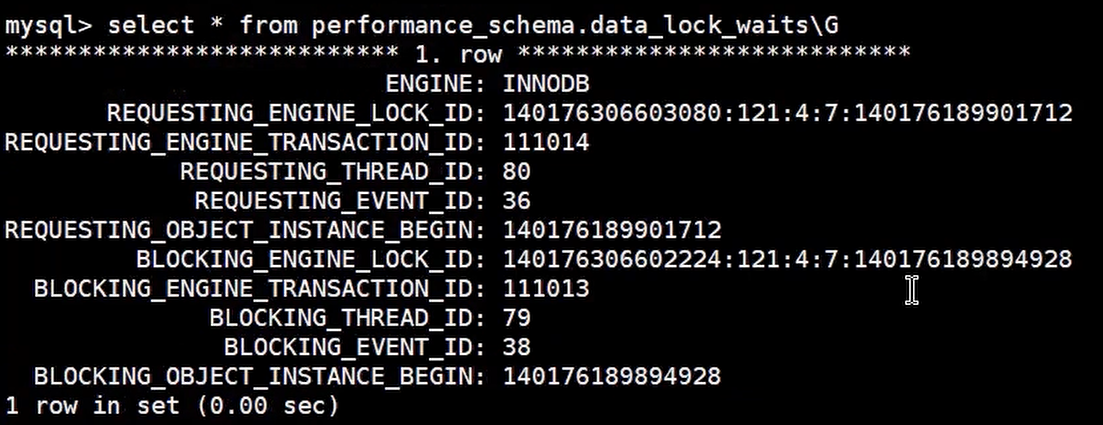 mysql> select * from performance_schema.data_lock_waits\G
*************************** 1. row ***************************
ENGINE: INNODB
REQUESTING_ENGINE_LOCK_ID: 140176306603080:121:4:7:140176189901712
REQUESTING_ENGINE_TRANSACTION_ID: 111014
REQUESTING_THREAD_ID: 80
REQUESTING_EVENT_ID: 36
REQUESTING_OBJECT_INSTANCE_BEGIN: 140176189901712
BLOCKING_ENGINE_LOCK_ID: 140176306602224:121:4:7:140176189894928
BLOCKING_ENGINE_TRANSACTION_ID: 111013
BLOCKING_THREAD_ID: 79
BLOCKING_EVENT_ID: 38
BLOCKING_OBJECT_INSTANCE_BEGIN: 140176189894928
1 row in set (0.00 sec)